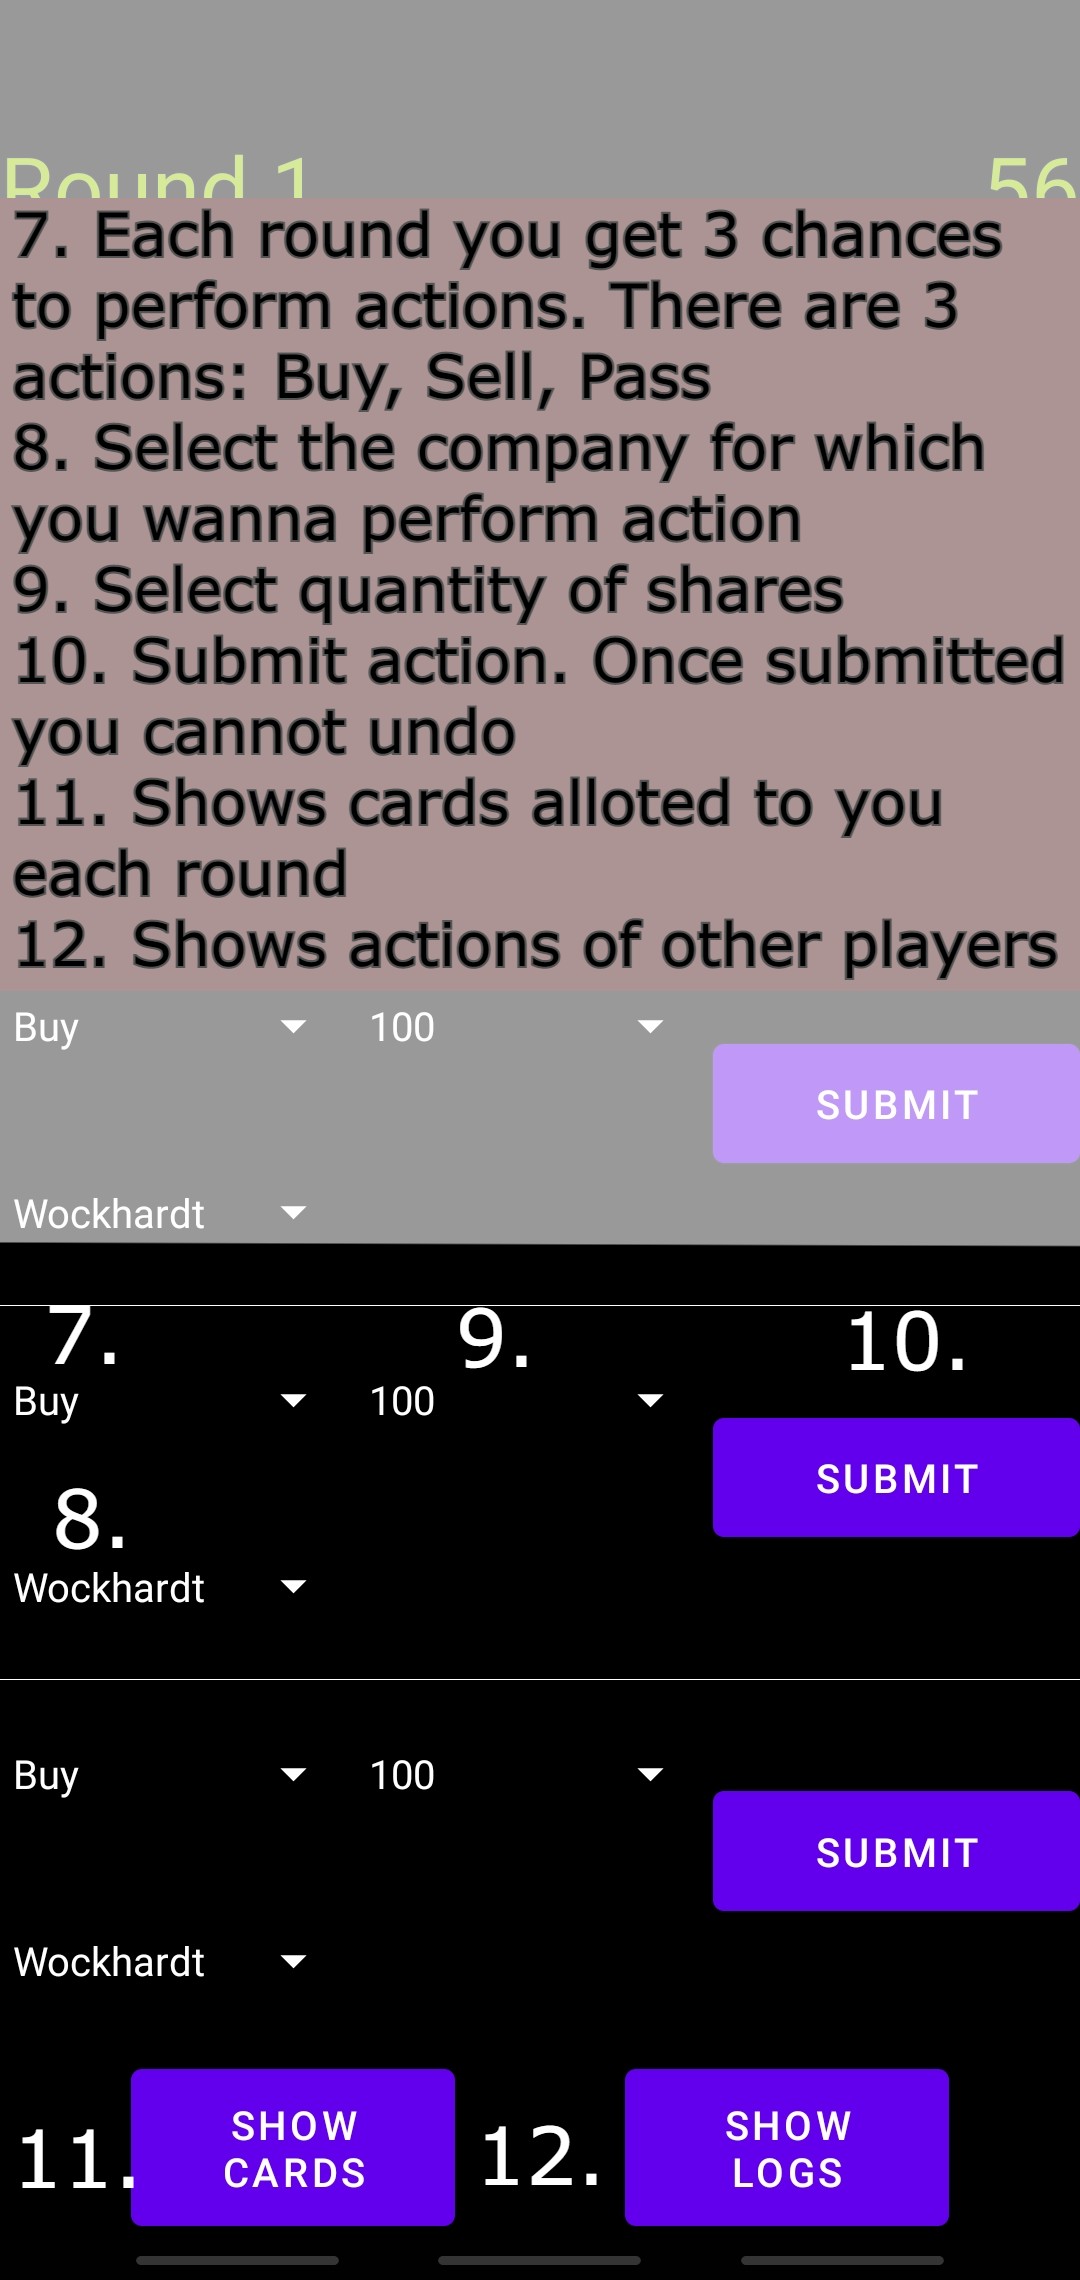 Round 1 56
7. Each round you get 3 chances
to perform actions. There are 3
actions: Buy, Sell, Pass
8. Select the company for which
you wanna perform action
9. Select quantity of shares
10. Submit action. Once submitted
you cannot undo
11. Shows cards alloted to you
each round
12. Shows actions of other players
Buy 100
SUBMIT
Wockhardt
7. 9. 10.
Buy 100
SUBMIT
8.
Wockhardt
Buy 100
SUBMIT
Wockhardt
11. SHOW
CARDS
12. SHOW
LOGS